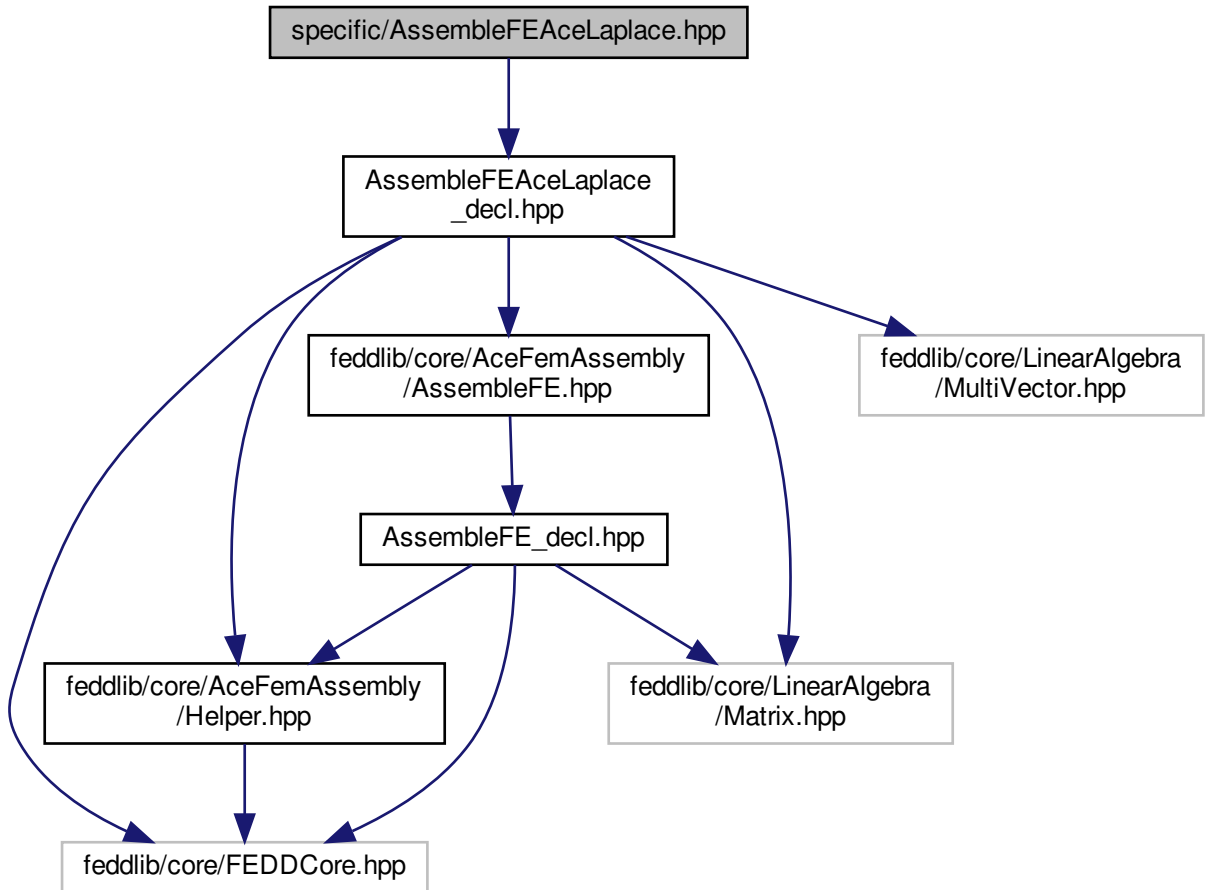 specific/AssembleFEAceLaplace.hpp
AssembleFEAceLaplace
_decl.hpp
feddlib/core/AceFemAssembly
/AssembleFE.hpp
feddlib/core/LinearAlgebra
/MultiVector.hpp
AssembleFE_decl.hpp
feddlib/core/AceFemAssembly
/Helper.hpp
feddlib/core/LinearAlgebra
/Matrix.hpp
feddlib/core/FEDDCore.hpp